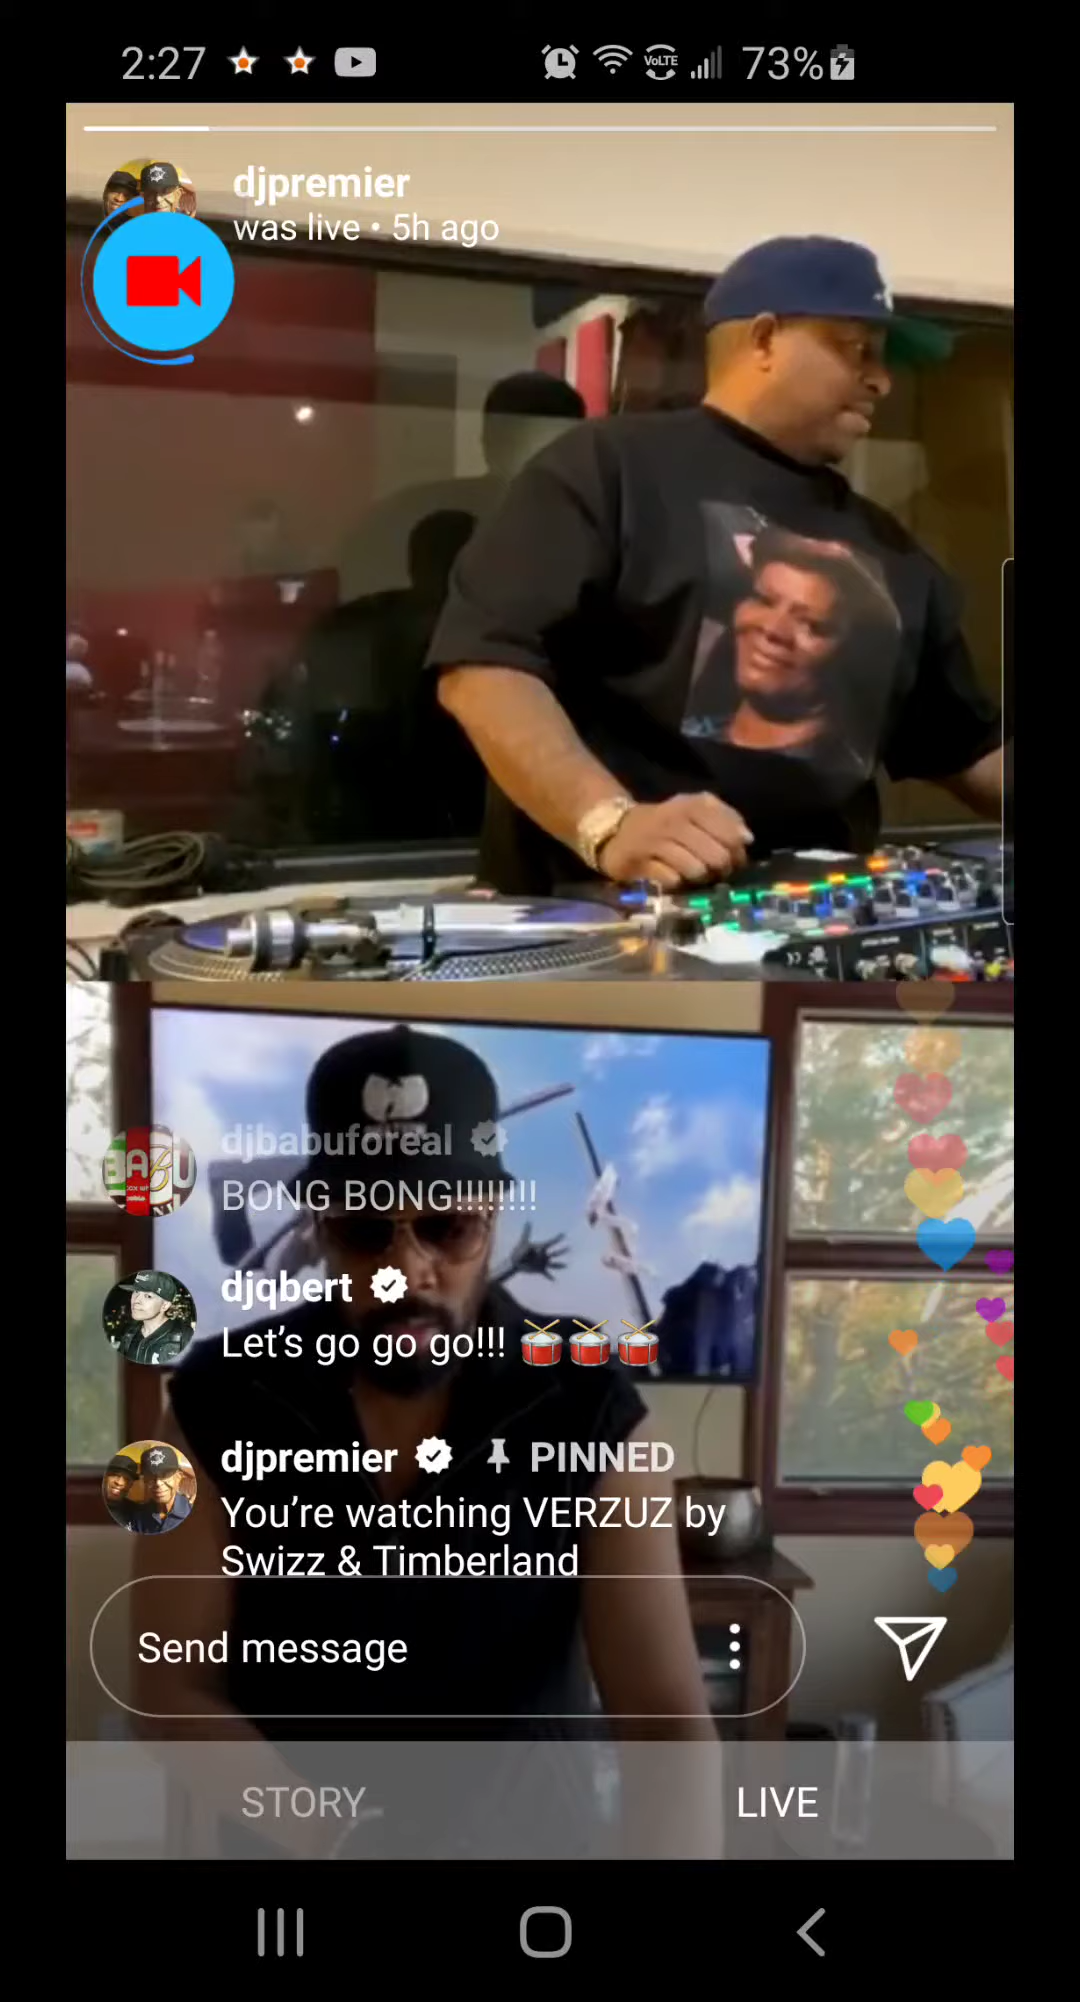 2:27
VoLTE
73%
djpremier
was live • 5h ago
djbabuforeal
BONG BONG!!!!!!!!
djqbert
Let’s go go go!!! 🥁🥁🥁
djpremier PINNED
You’re watching VERZUZ by
Swizz & Timberland
Send message
STORY
LIVE